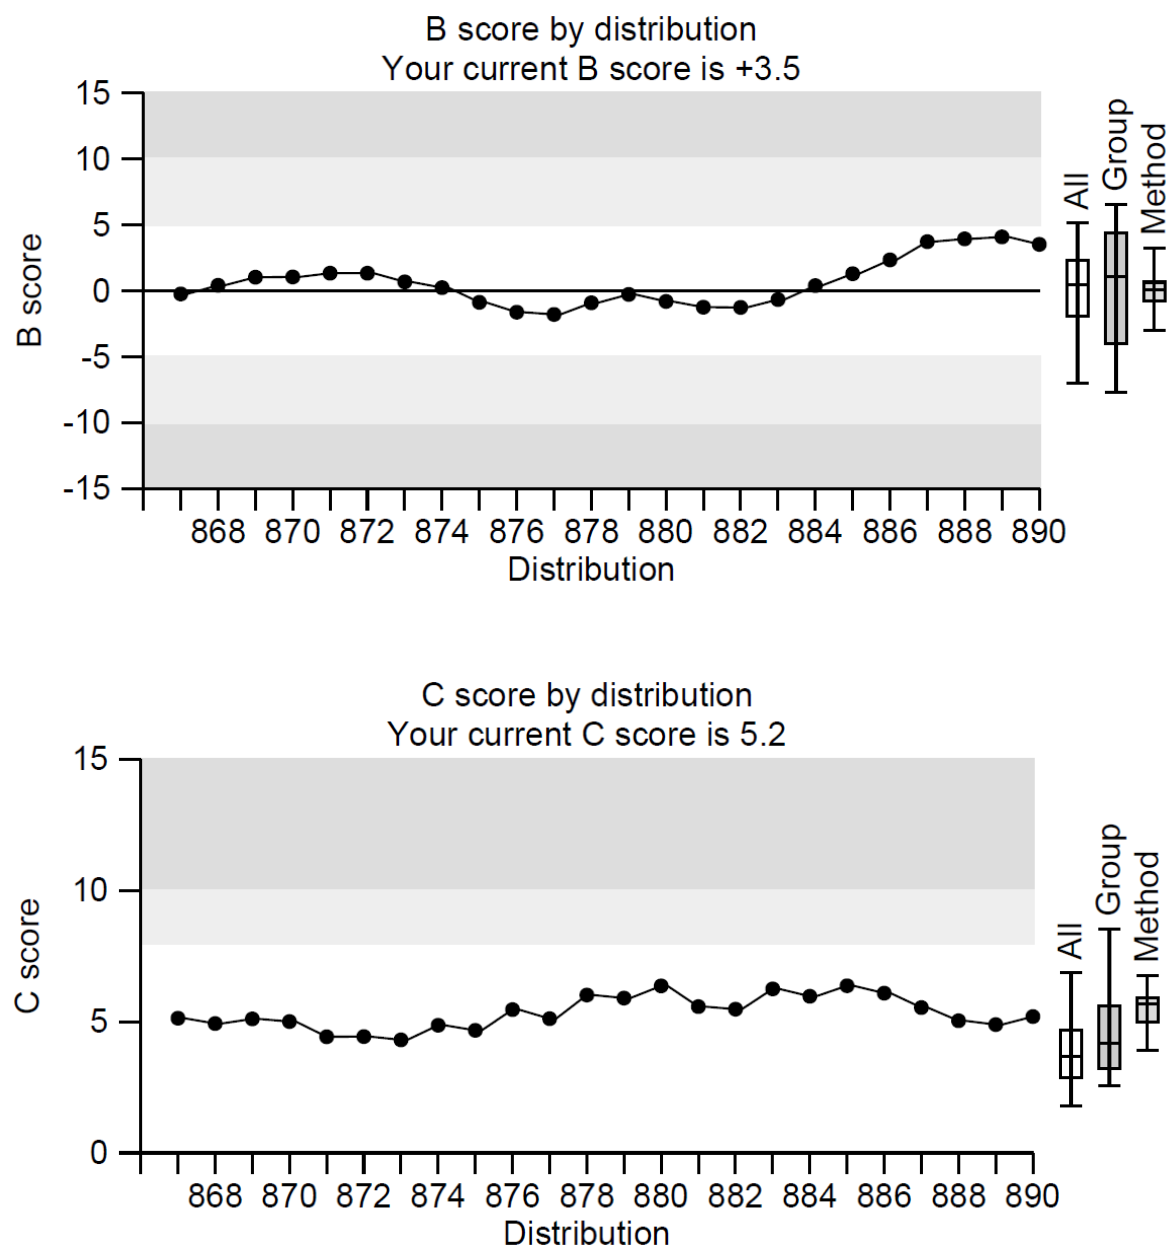 B score by distribution
Your current B score is +3.5
15
10
5
0
-5
-10
-15
B score
868 870 872 874 876 878 880 882 884 886 888 890
Distribution
All
Group
Method
C score by distribution
Your current C score is 5.2
15
10
5
0
C score
868 870 872 874 876 878 880 882 884 886 888 890
Distribution
All
Group
Method